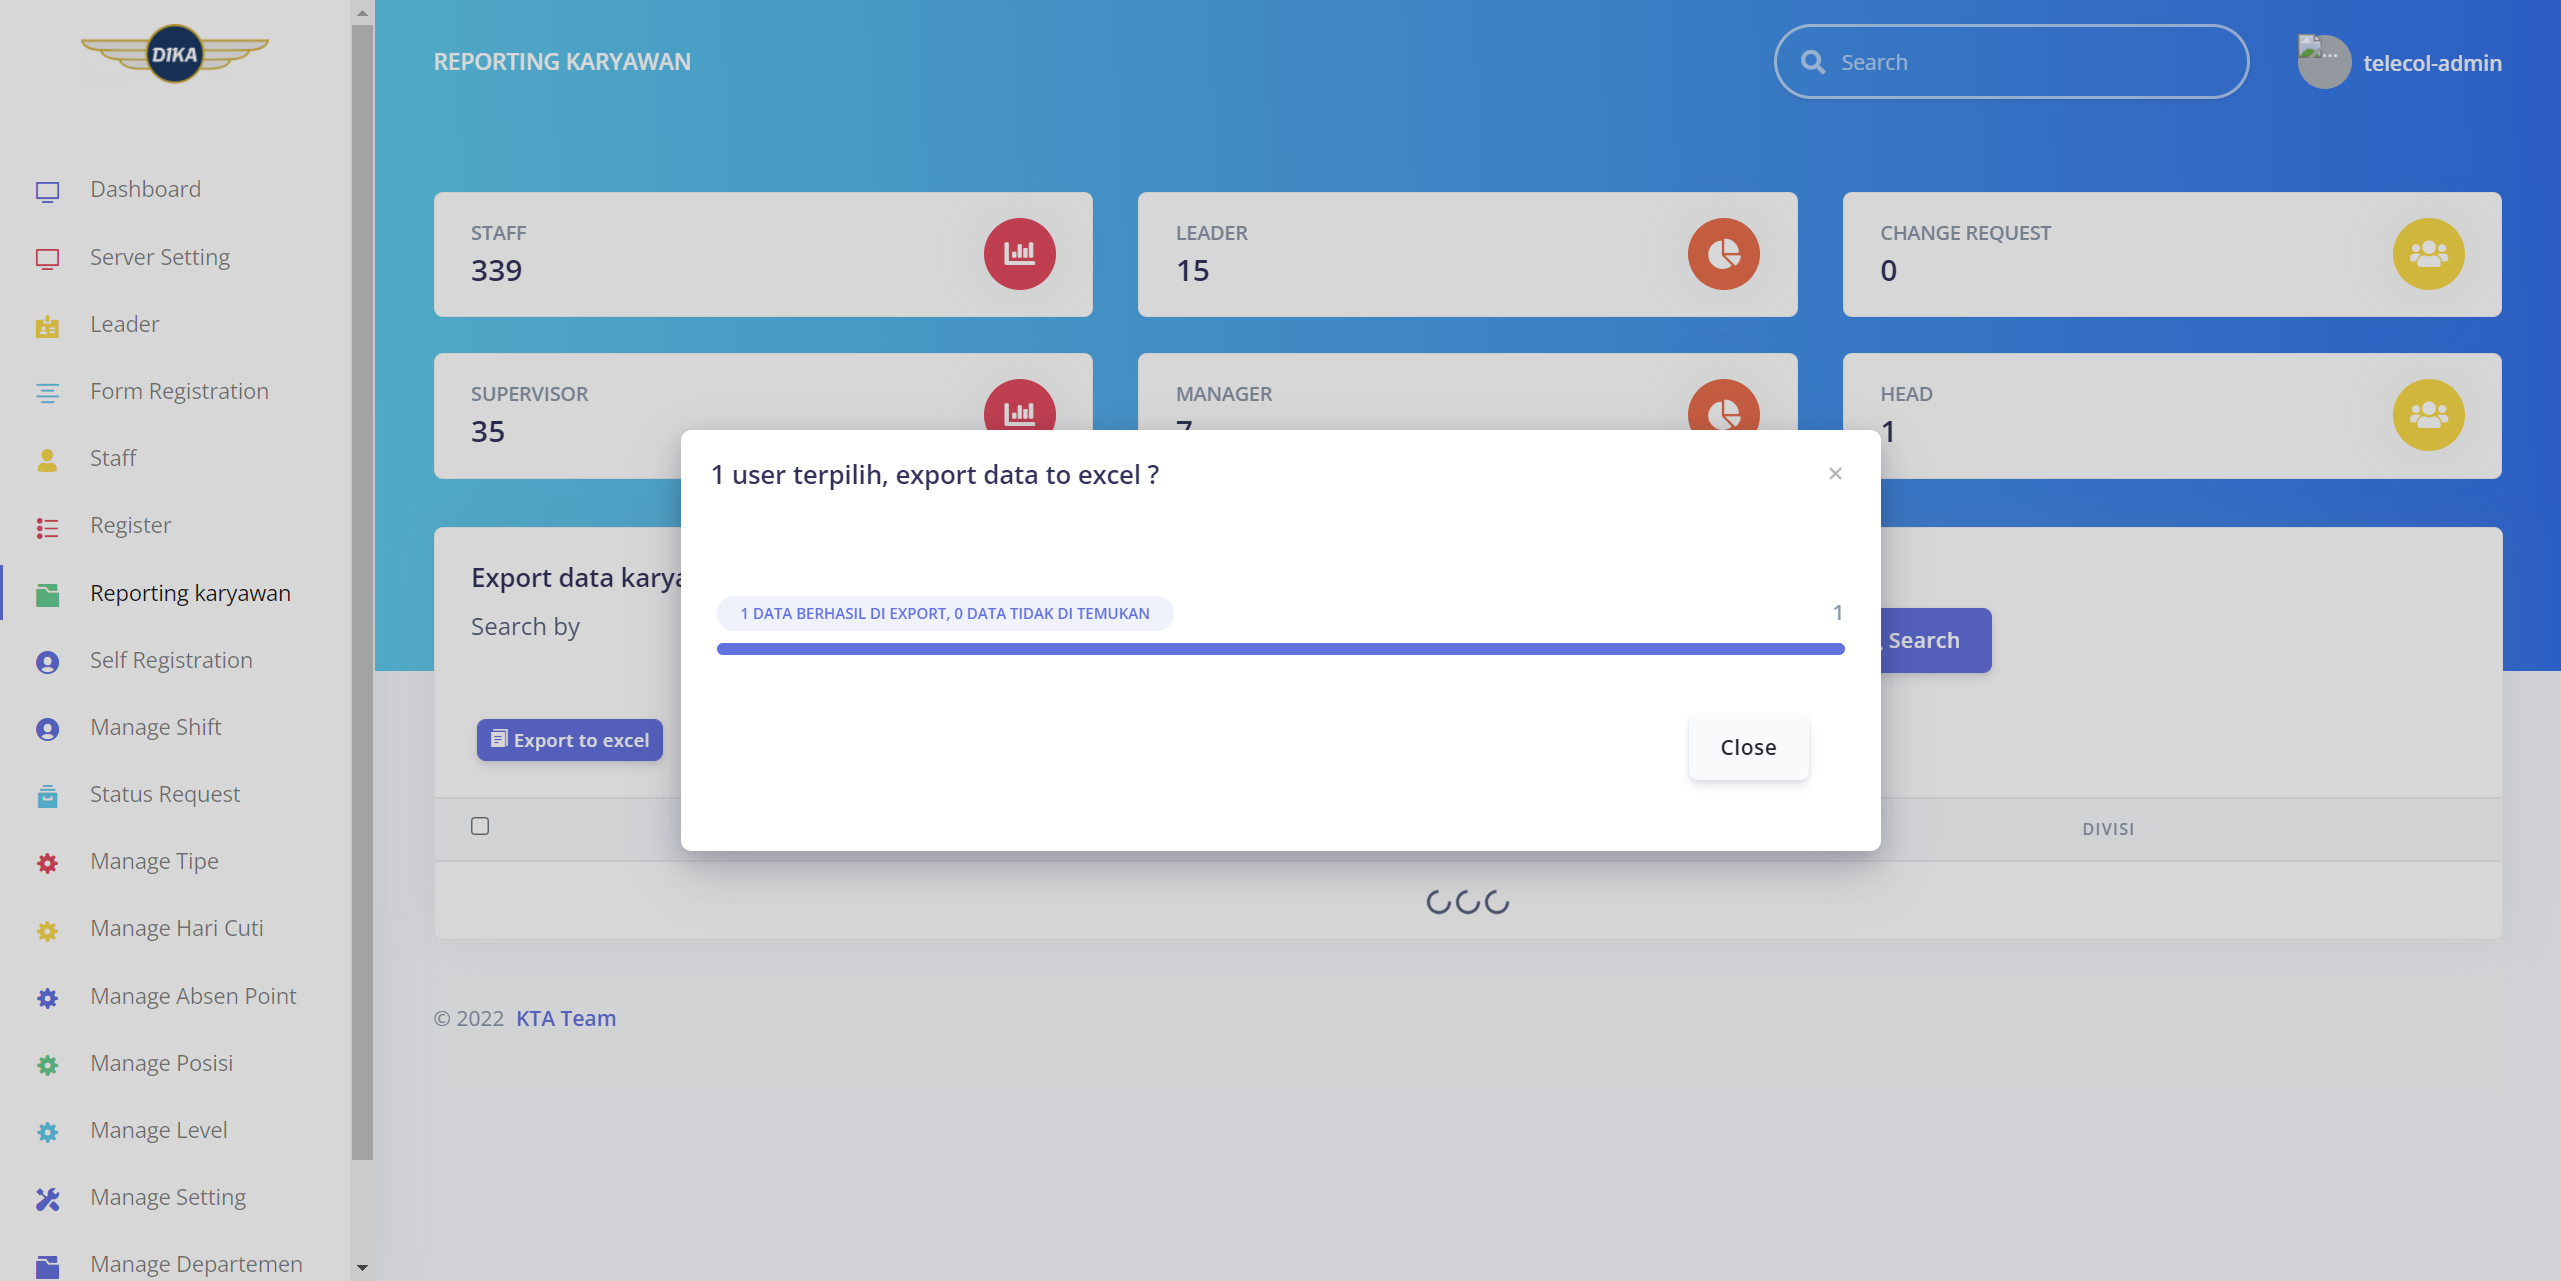 DIKA
Dashboard
Server Setting
Leader
Form Registration
Staff
Register
Reporting karyawan
Self Registration
Manage Shift
Status Request
Manage Tipe
Manage Hari Cuti
Manage Absen Point
Manage Posisi
Manage Level
Manage Setting
Manage Departemen
REPORTING KARYAWAN
Search
telecol-admin
STAFF
339
LEADER
15
CHANGE REQUEST
0
SUPERVISOR
35
MANAGER
7
HEAD
1
1 user terpilih, export data to excel ?
×
1 DATA BERHASIL DI EXPORT, 0 DATA TIDAK DI TEMUKAN
1
Close
Export data karya
Search by
Search
Export to excel
DIVISI
© 2022 KTA Team